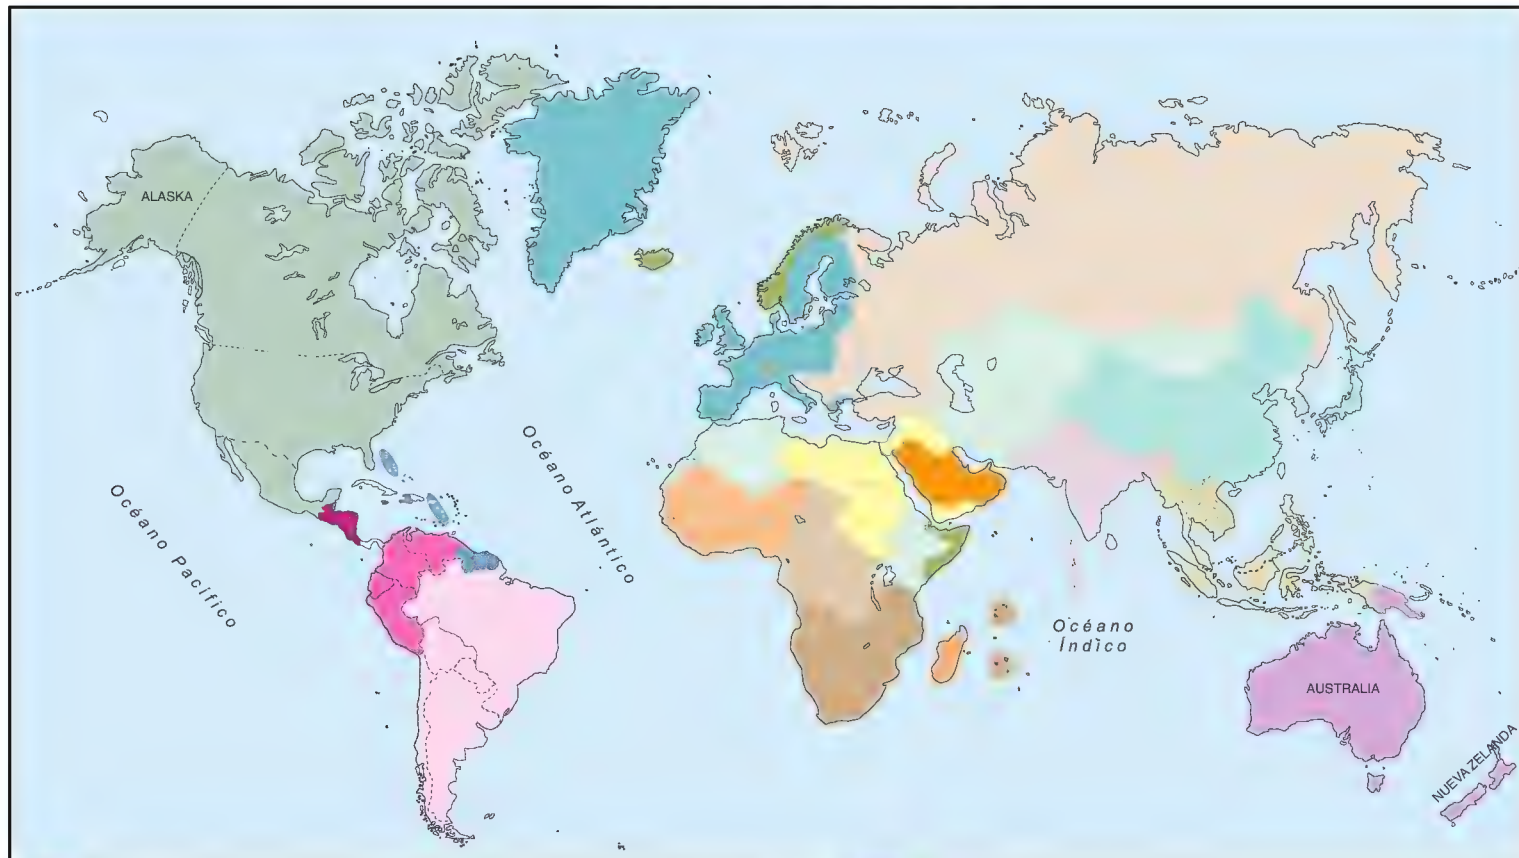 ALASKA
Océano Pacífico
Océano Atlántico
Océano
Índico
AUSTRALIA
NUEVA ZELANDA